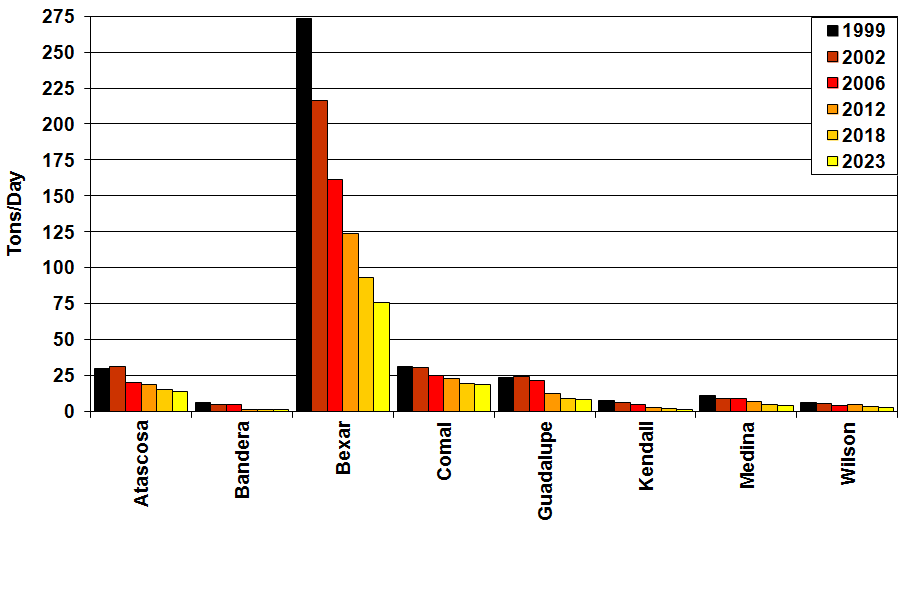 275
250
225
200
175
150
125
100
75
50
25
0
Tons/Day
1999
2002
2006
2012
2018
2023
Atascosa
Bandera
Bexar
Comal
Guadalupe
Kendall
Medina
Wilson